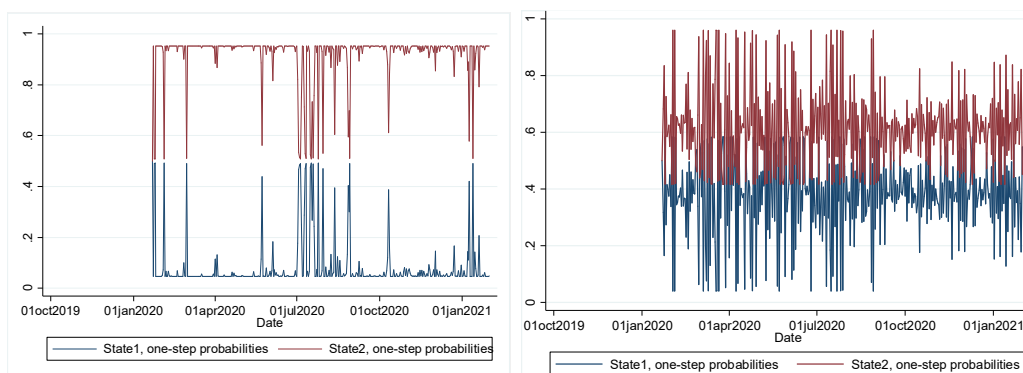 1
.8
.6
.4
.2
0
01oct2019 01jan2020 01apr2020 01jul2020 01oct2020 01jan2021
Date
State1, one-step probabilities State2, one-step probabilities
1
.8
.6
.4
.2
0
01oct2019 01jan2020 01apr2020 01jul2020 01oct2020 01jan2021
Date
State1, one-step probabilities State2, one-step probabilities